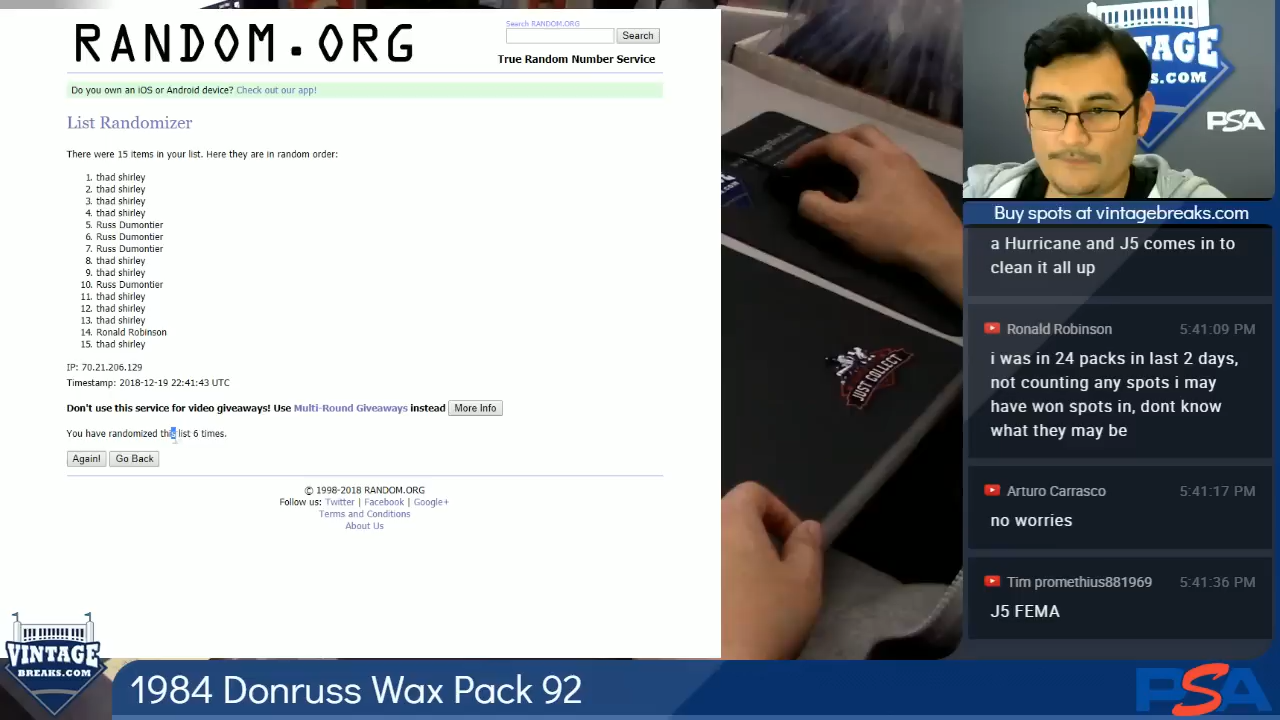 RANDOM.ORG
Search RANDOM.ORG
Search
True Random Number Service
Do you own an iOS or Android device? Check out our app!
List Randomizer
There were 15 items in your list. Here they are in random order:
1. thad shirley
2. thad shirley
3. thad shirley
4. thad shirley
5. Russ Dumontier
6. Russ Dumontier
7. Russ Dumontier
8. thad shirley
9. thad shirley
10. Russ Dumontier
11. thad shirley
12. thad shirley
13. thad shirley
14. Ronald Robinson
15. thad shirley
IP: 70.21.206.129
Timestamp: 2018-12-19 22:41:43 UTC
Don't use this service for video giveaways! Use Multi-Round Giveaways instead More Info
You have randomized this list 6 times.
Again! Go Back
© 1998-2018 RANDOM.ORG
Follow us: Twitter | Facebook | Google+
Terms and Conditions
About Us
JUST COLLECT
VINTAGE
BREAKS.COM
1984 Donruss Wax Pack 92
PSA
PSA
Buy spots at vintagebreaks.com
a Hurricane and J5 comes in to
clean it all up
Ronald Robinson 5:41:09 PM
i was in 24 packs in last 2 days,
not counting any spots i may
have won spots in, dont know
what they may be
Arturo Carrasco 5:41:17 PM
no worries
Tim promethius881969 5:41:36 PM
J5 FEMA